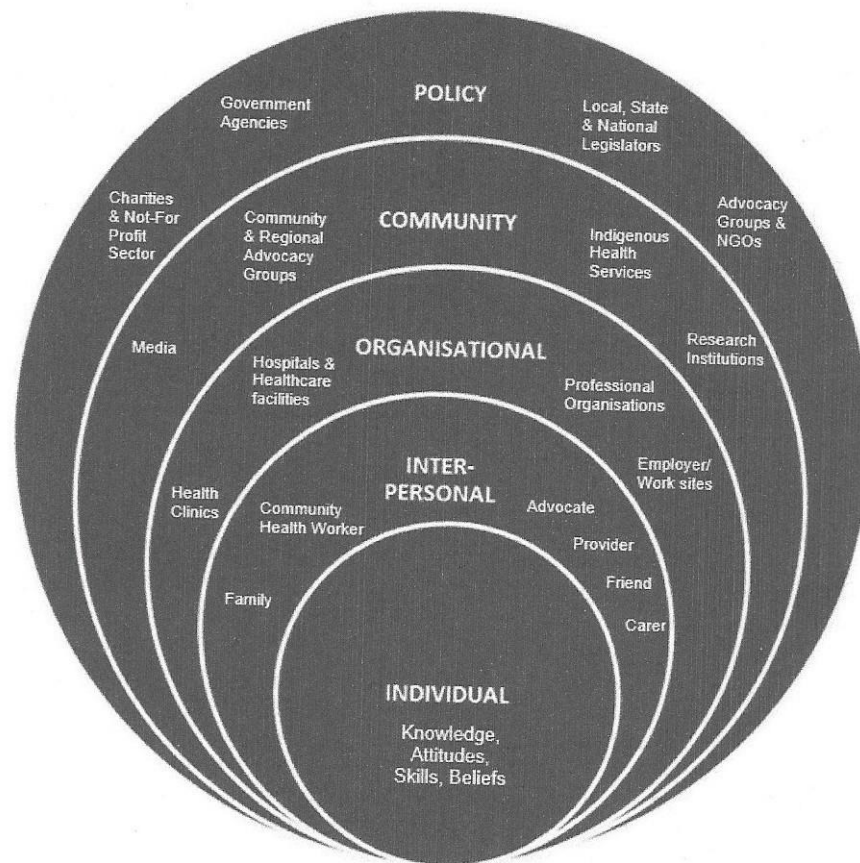 POLICY
Government
Agencies
Local, State
& National
Legislators
Charities
& Not-For
Profit
Sector
Advocacy
Groups &
NGOs
COMMUNITY
Community
& Regional
Advocacy
Groups
Indigenous
Health
Services
Media
Research
Institutions
ORGANISATIONAL
Hospitals &
Healthcare
facilities
Professional
Organisations
Health
Clinics
Employer/
Work sites
INTER-
PERSONAL
Community
Health Worker
Advocate
Provider
Family
Friend
Carer
INDIVIDUAL
Knowledge,
Attitudes,
Skills, Beliefs